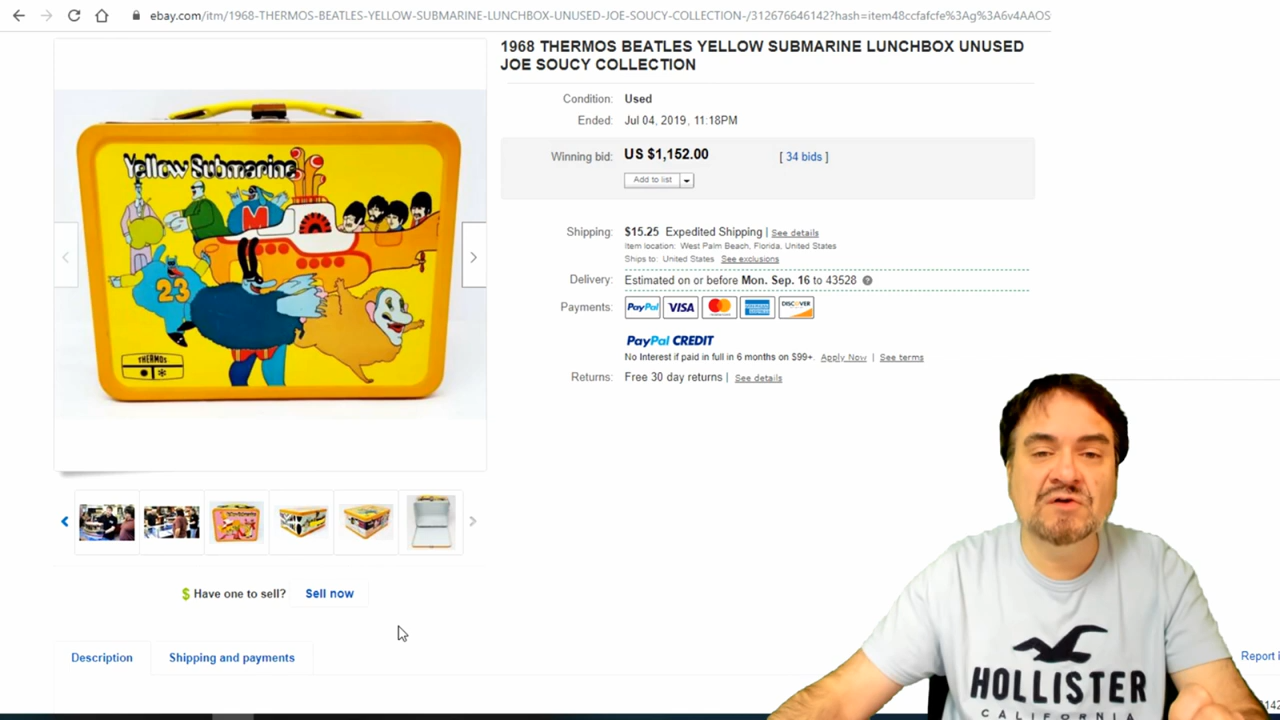 ebay.com/itm/1968-THERMOS-BEATLES-YELLOW-SUBMARINE-LUNCHBOX-UNUSED-JOE-SOUCY-COLLECTION-/312676646142?hash=item48ccfafcfe%3Ag%3A6v4AAOS
1968 THERMOS BEATLES YELLOW SUBMARINE LUNCHBOX UNUSED
JOE SOUCY COLLECTION
Condition: Used
Ended: Jul 04, 2019, 11:18PM
Winning bid: US $1,152.00 [ 34 bids ]
Add to list
Shipping: $15.25 Expedited Shipping | See details
Item location: West Palm Beach, Florida, United States
Ships to: United States See exclusions
Delivery: Estimated on or before Mon. Sep. 16 to 43528
Payments: PayPal VISA MasterCard AMERICAN EXPRESS DISCOVER
PayPal CREDIT
No Interest if paid in full in 6 months on $99+. Apply Now | See terms
Returns: Free 30 day returns | See details
Yellow Submarine
M
23
THERMOS
$ Have one to sell? Sell now
Description Shipping and payments
Report
HOLLISTER
CALIFORNIA